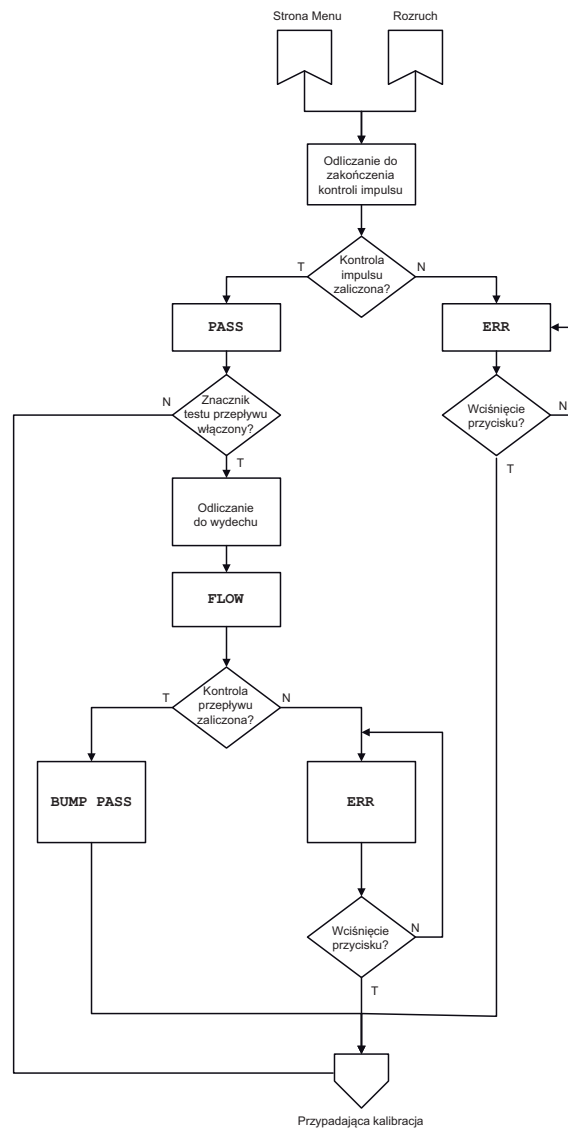 Strona Menu
Rozruch
Odliczanie do
zakończenia
kontroli impulsu
Kontrola
impulsu
zaliczona?
T
N
PASS
ERR
Znacznik
testu przepływu
włączony?
N
T
Wciśnięcie
przycisku?
N
T
Odliczanie
do wydechu
FLOW
Kontrola
przepływu
zaliczona?
T
N
BUMP PASS
ERR
Wciśnięcie
przycisku?
N
T
Przypadająca kalibracja